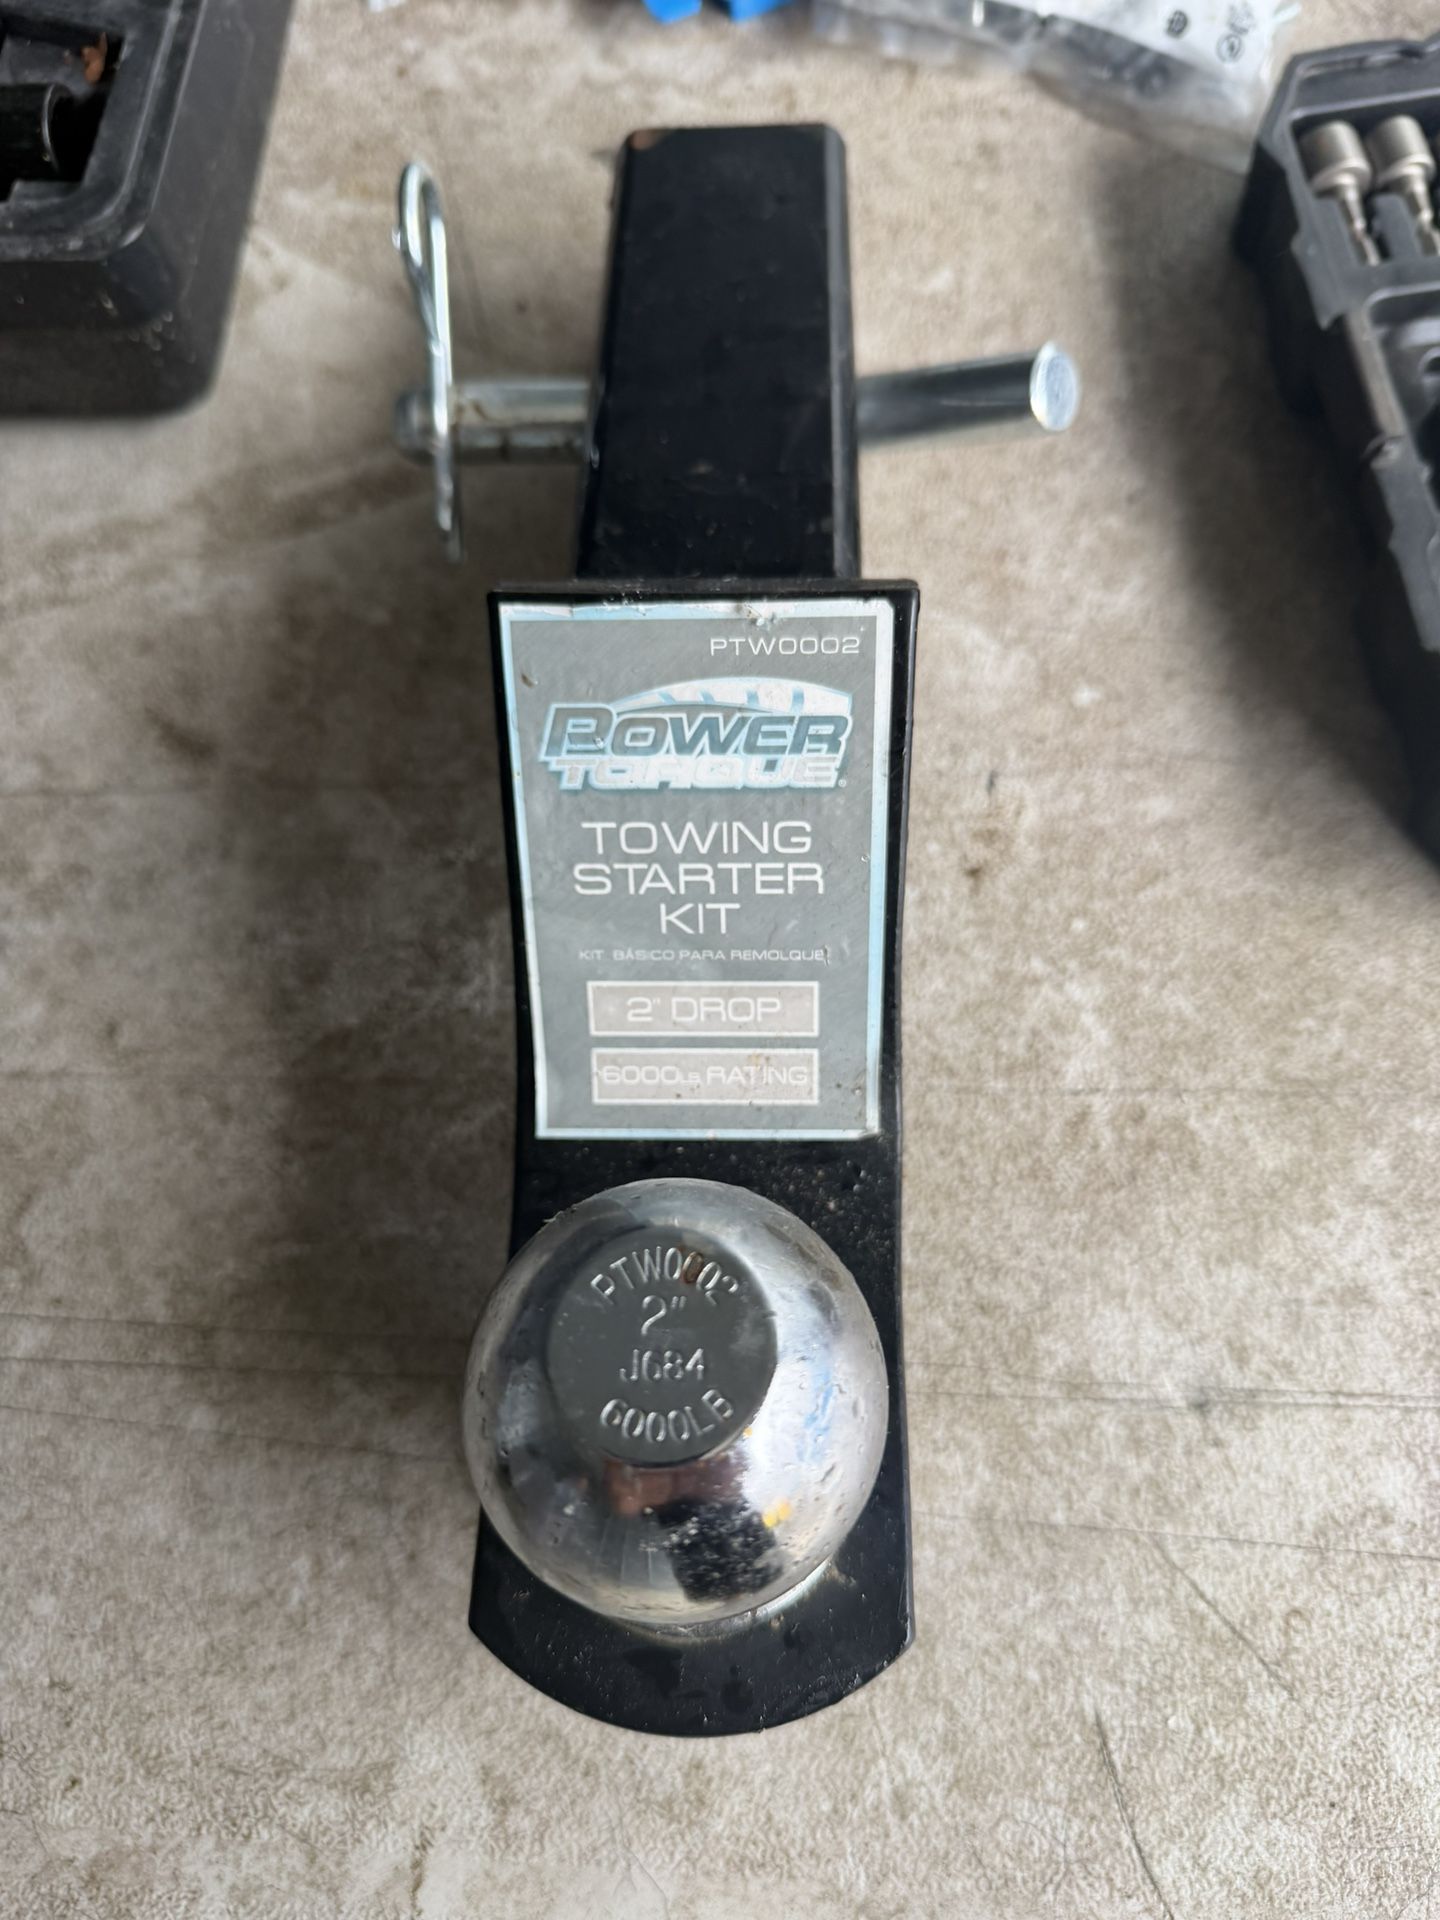 PTW0002
POWER
TORQUE®
TOWING
STARTER
KIT
KIT BÁSICO PARA REMOLQUE
2" DROP
6000LB RATING
PTW0002
2"
J684
6000LB